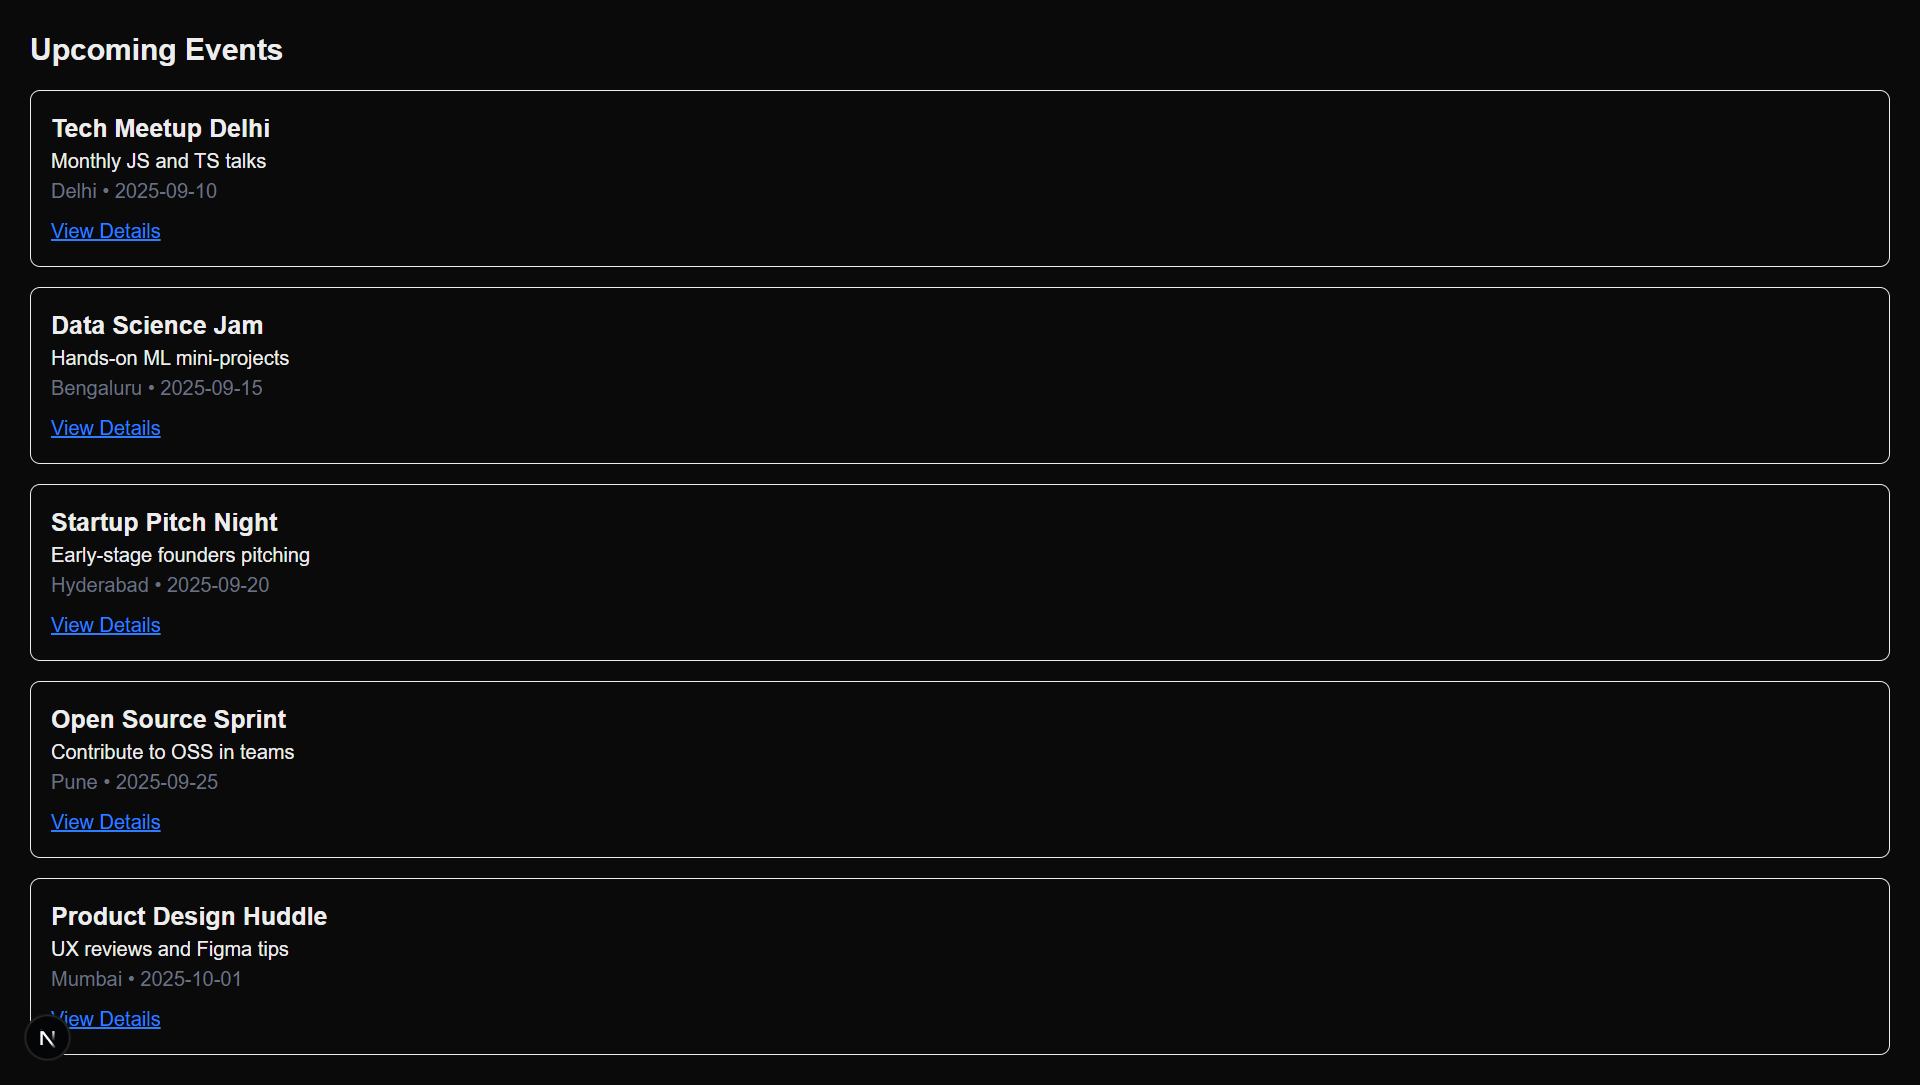 Upcoming Events
Tech Meetup Delhi
Monthly JS and TS talks
Delhi • 2025-09-10
View Details
Data Science Jam
Hands-on ML mini-projects
Bengaluru • 2025-09-15
View Details
Startup Pitch Night
Early-stage founders pitching
Hyderabad • 2025-09-20
View Details
Open Source Sprint
Contribute to OSS in teams
Pune • 2025-09-25
View Details
Product Design Huddle
UX reviews and Figma tips
Mumbai • 2025-10-01
View Details
N